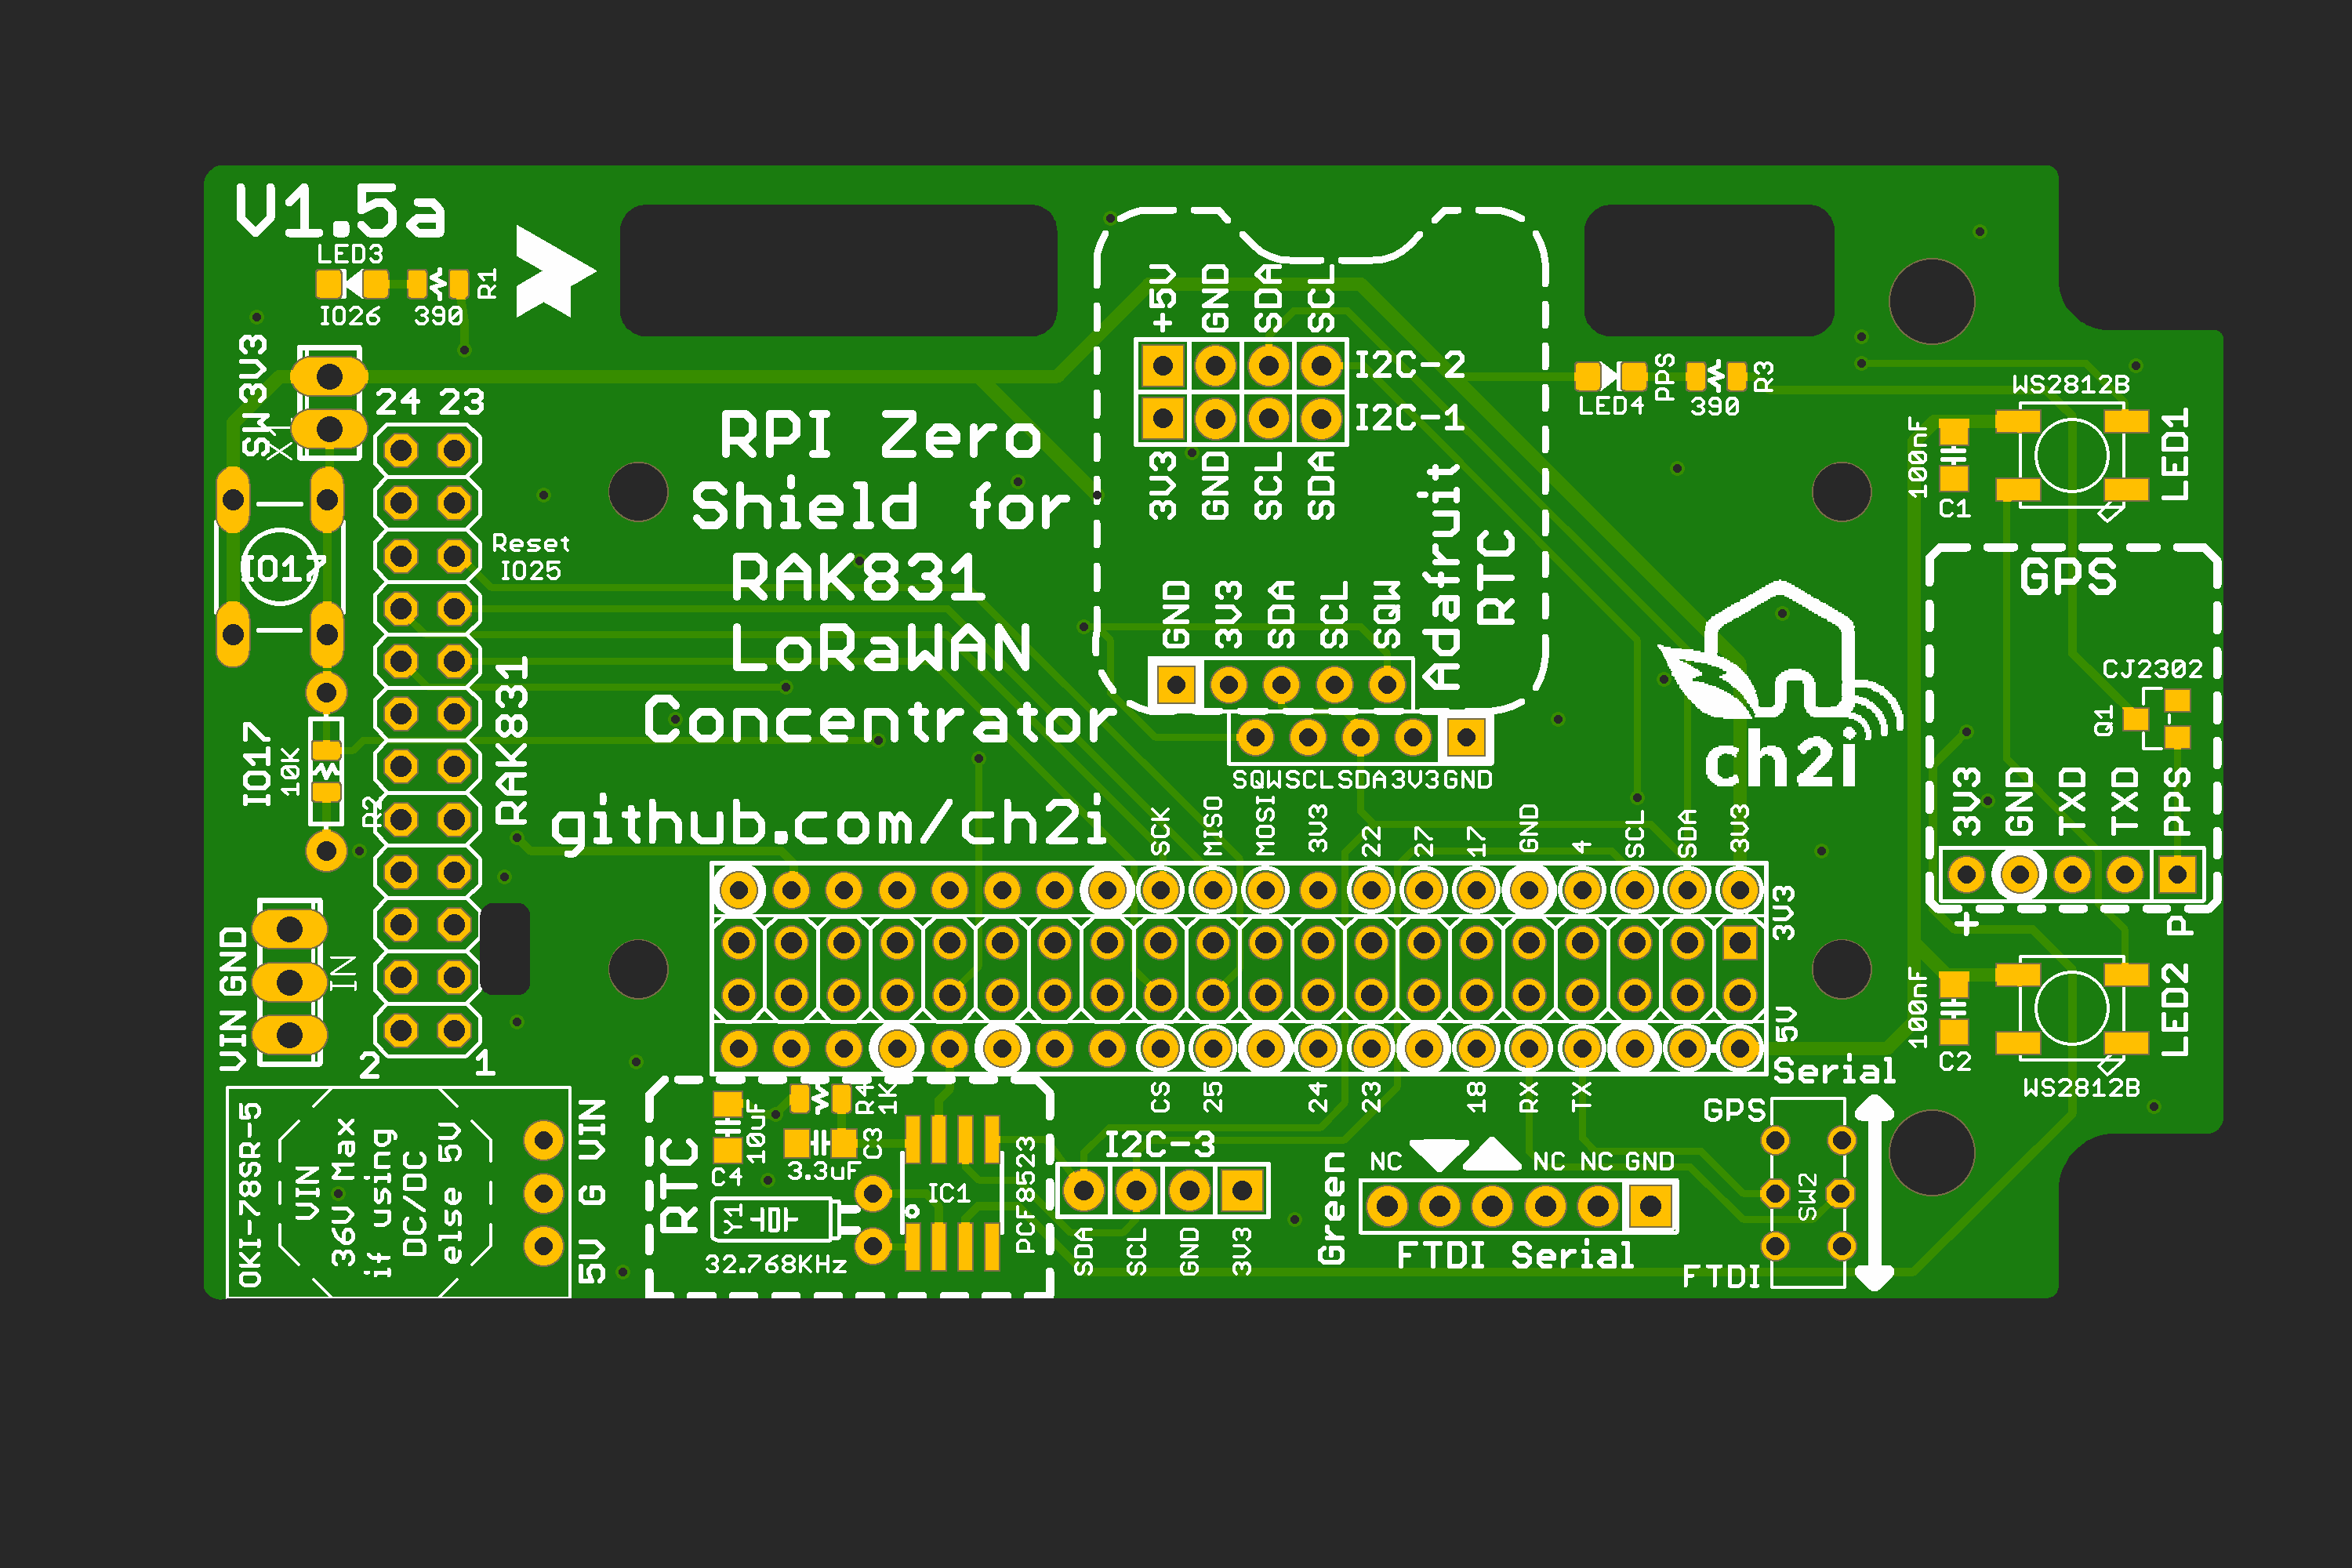 V1.5a
LED3
IO26
390
R1
SW 3V3
24 23
RPI Zero
Shield for
RAK831
LoRaWAN
Concentrator
github.com/ch2i
Reset
IO25
IO17
IO17
10K
R2
RAK831
VIN GND
IN
2
1
+5V
GND
SDA
SCL
I2C-2
I2C-1
3V3
GND
SCL
SDA
Adafruit
RTC
GND
3V3
SDA
SCL
SQW
SQW
SCL
SDA
3V3
GND
LED4
PPS
390
R3
WS2812B
100nF
C1
LED1
GPS
CJ2302
Q1
3V3
GND
TXD
TXD
PPS
+
P
ch2i
SCK
MISO
MOSI
3V3
22
27
17
GND
4
SCL
SDA
3V3
3V3
5V
Serial
CS
25
24
23
18
RX
TX
100nF
C2
LED2
WS2812B
OKI-78SR-5
VIN
36V Max
if using
DC/DC
else 5V
5V G VIN
RTC
10uF
C4
R4
1K
C3
3.3uF
Y1
32.768KHz
IC1
PCF8523
I2C-3
SDA
SCL
GND
3V3
Green
NC
NC
NC
GND
FTDI Serial
GPS
SW2
FTDI